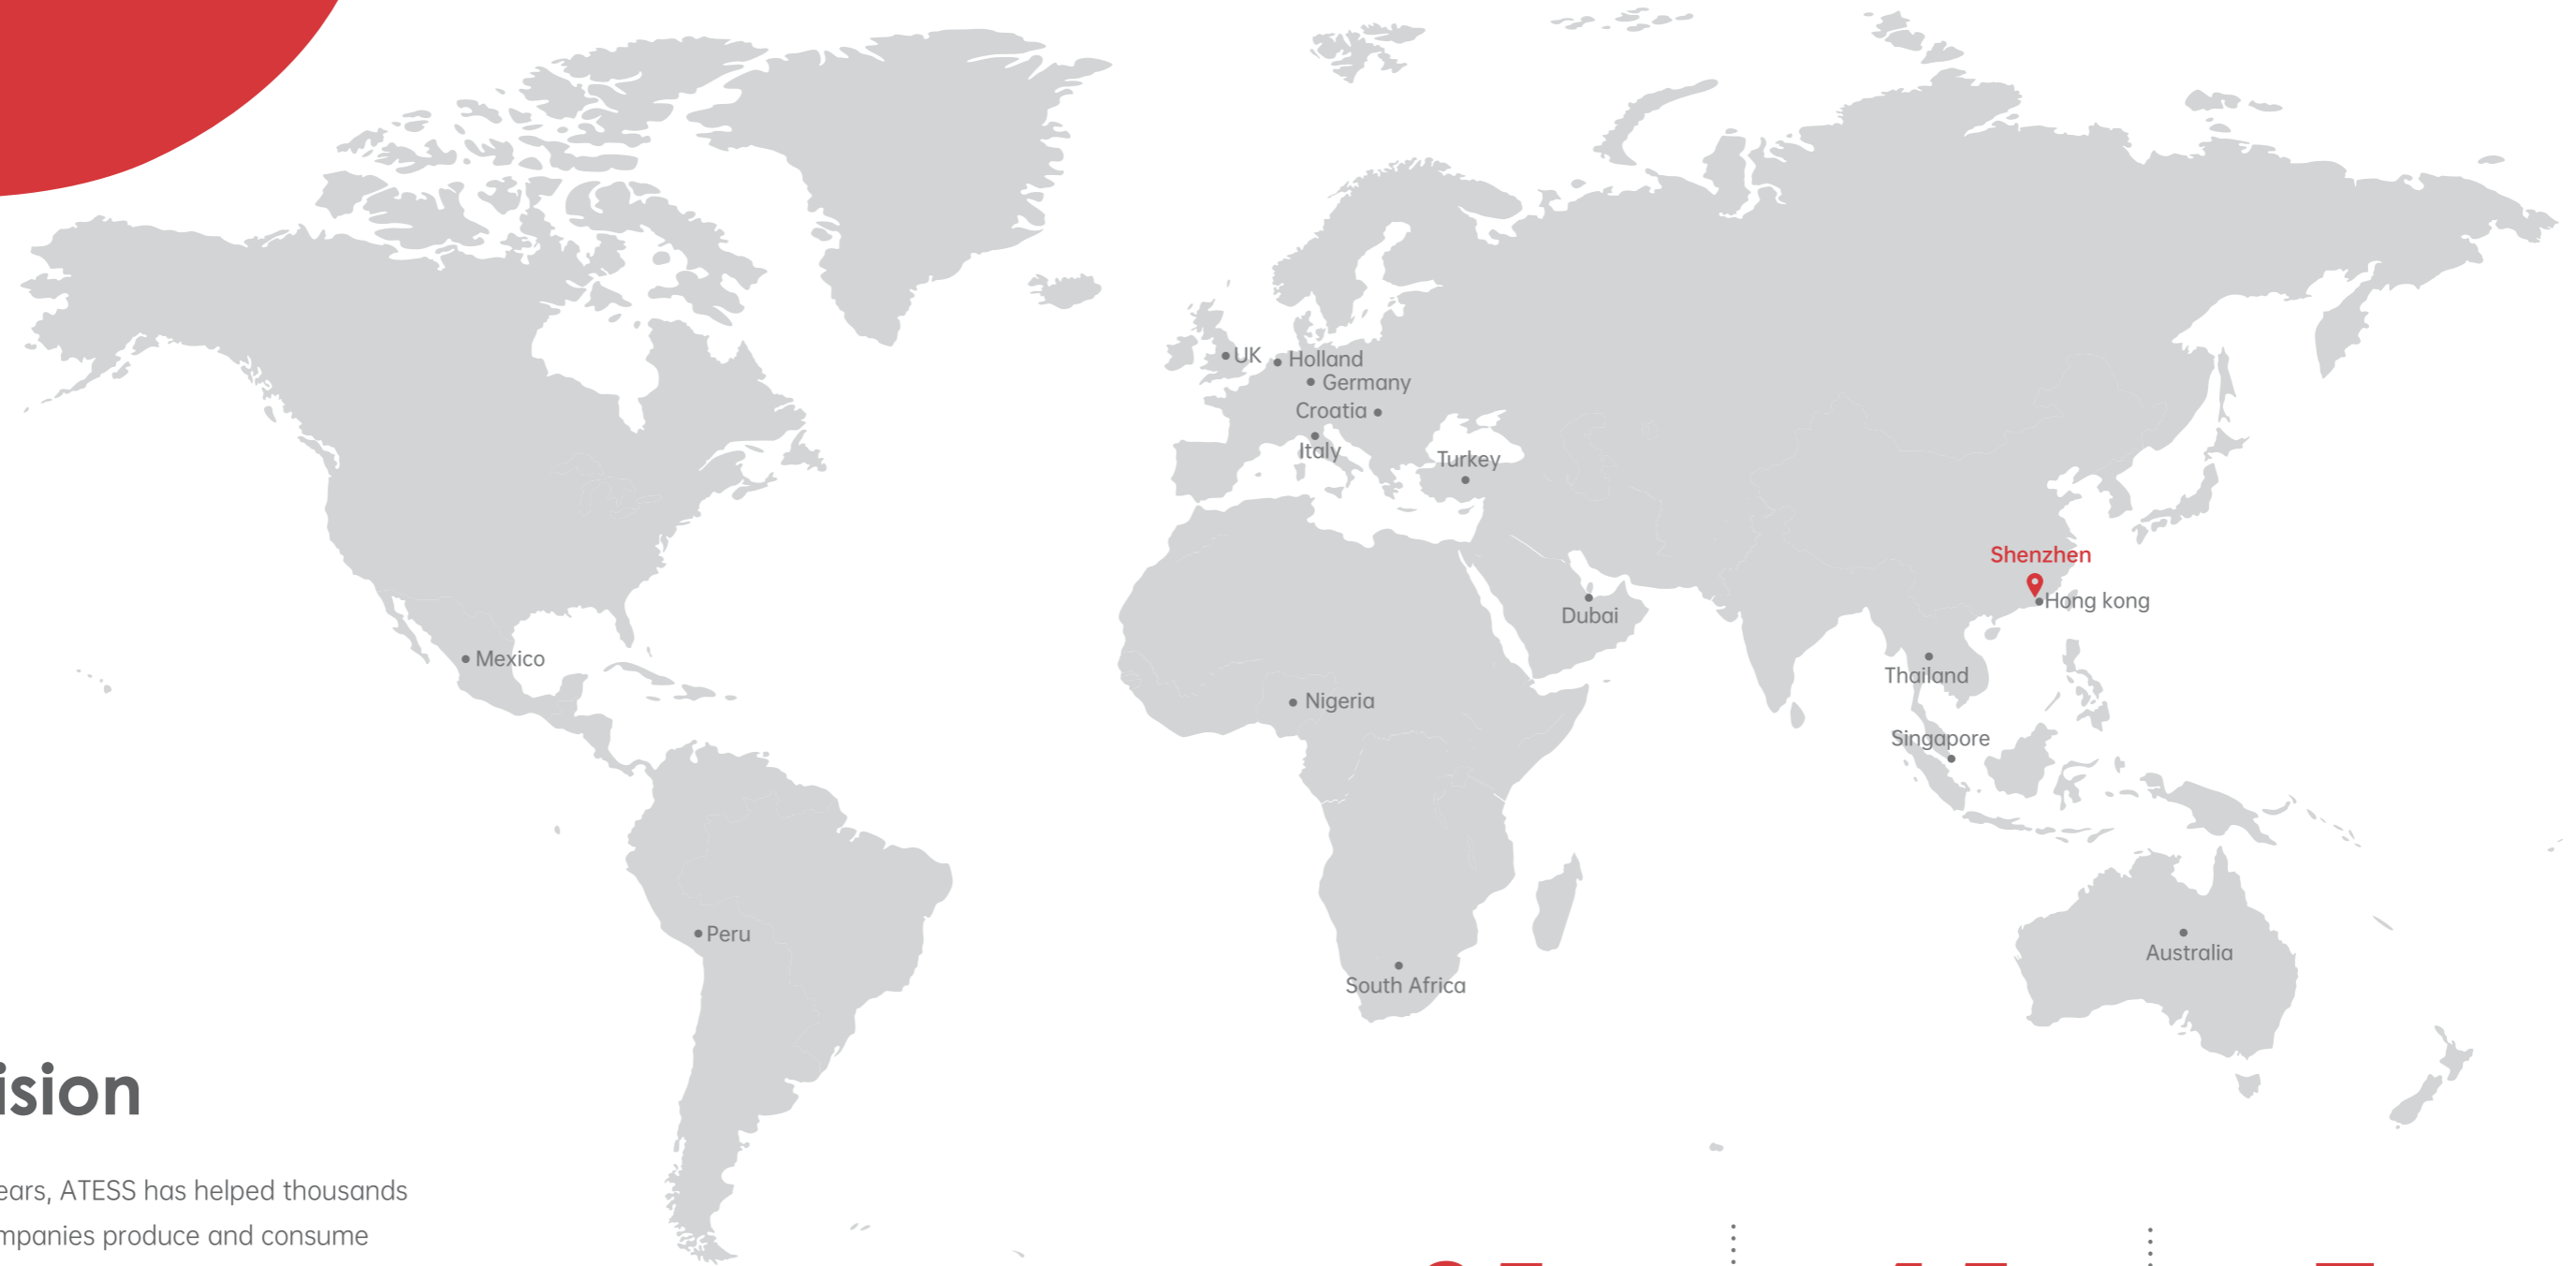 UK
Holland
Germany
Croatia
Italy
Turkey
Shenzhen
Hong kong
Dubai
Mexico
Thailand
Nigeria
Singapore
Peru
Australia
South Africa
ision
ears, ATESS has helped thousands
mpanies produce and consume